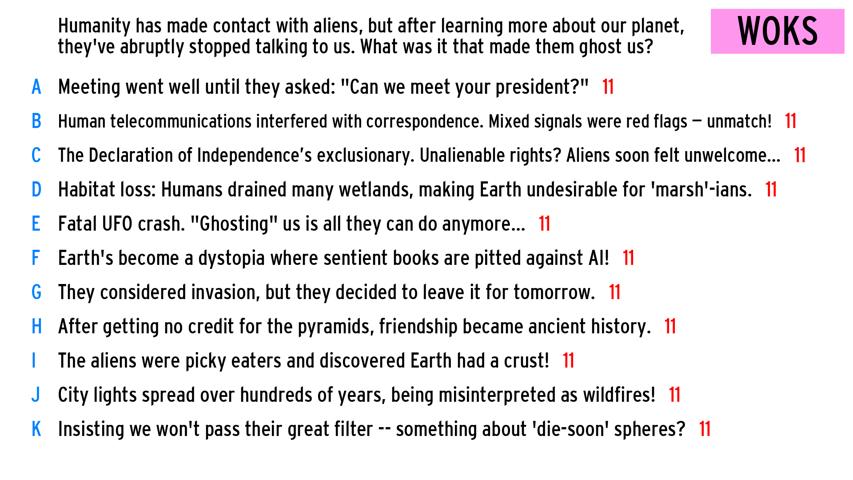 Humanity has made contact with aliens, but after learning more about our planet,
they've abruptly stopped talking to us. What was it that made them ghost us?
WOKS
A Meeting went well until they asked: "Can we meet your president?" 11
B Human telecommunications interfered with correspondence. Mixed signals were red flags – unmatch! 11
C The Declaration of Independence’s exclusionary. Unalienable rights? Aliens soon felt unwelcome... 11
D Habitat loss: Humans drained many wetlands, making Earth undesirable for 'marsh'-ians. 11
E Fatal UFO crash. "Ghosting" us is all they can do anymore... 11
F Earth's become a dystopia where sentient books are pitted against AI! 11
G They considered invasion, but they decided to leave it for tomorrow. 11
H After getting no credit for the pyramids, friendship became ancient history. 11
I The aliens were picky eaters and discovered Earth had a crust! 11
J City lights spread over hundreds of years, being misinterpreted as wildfires! 11
K Insisting we won't pass their great filter -- something about 'die-soon' spheres? 11